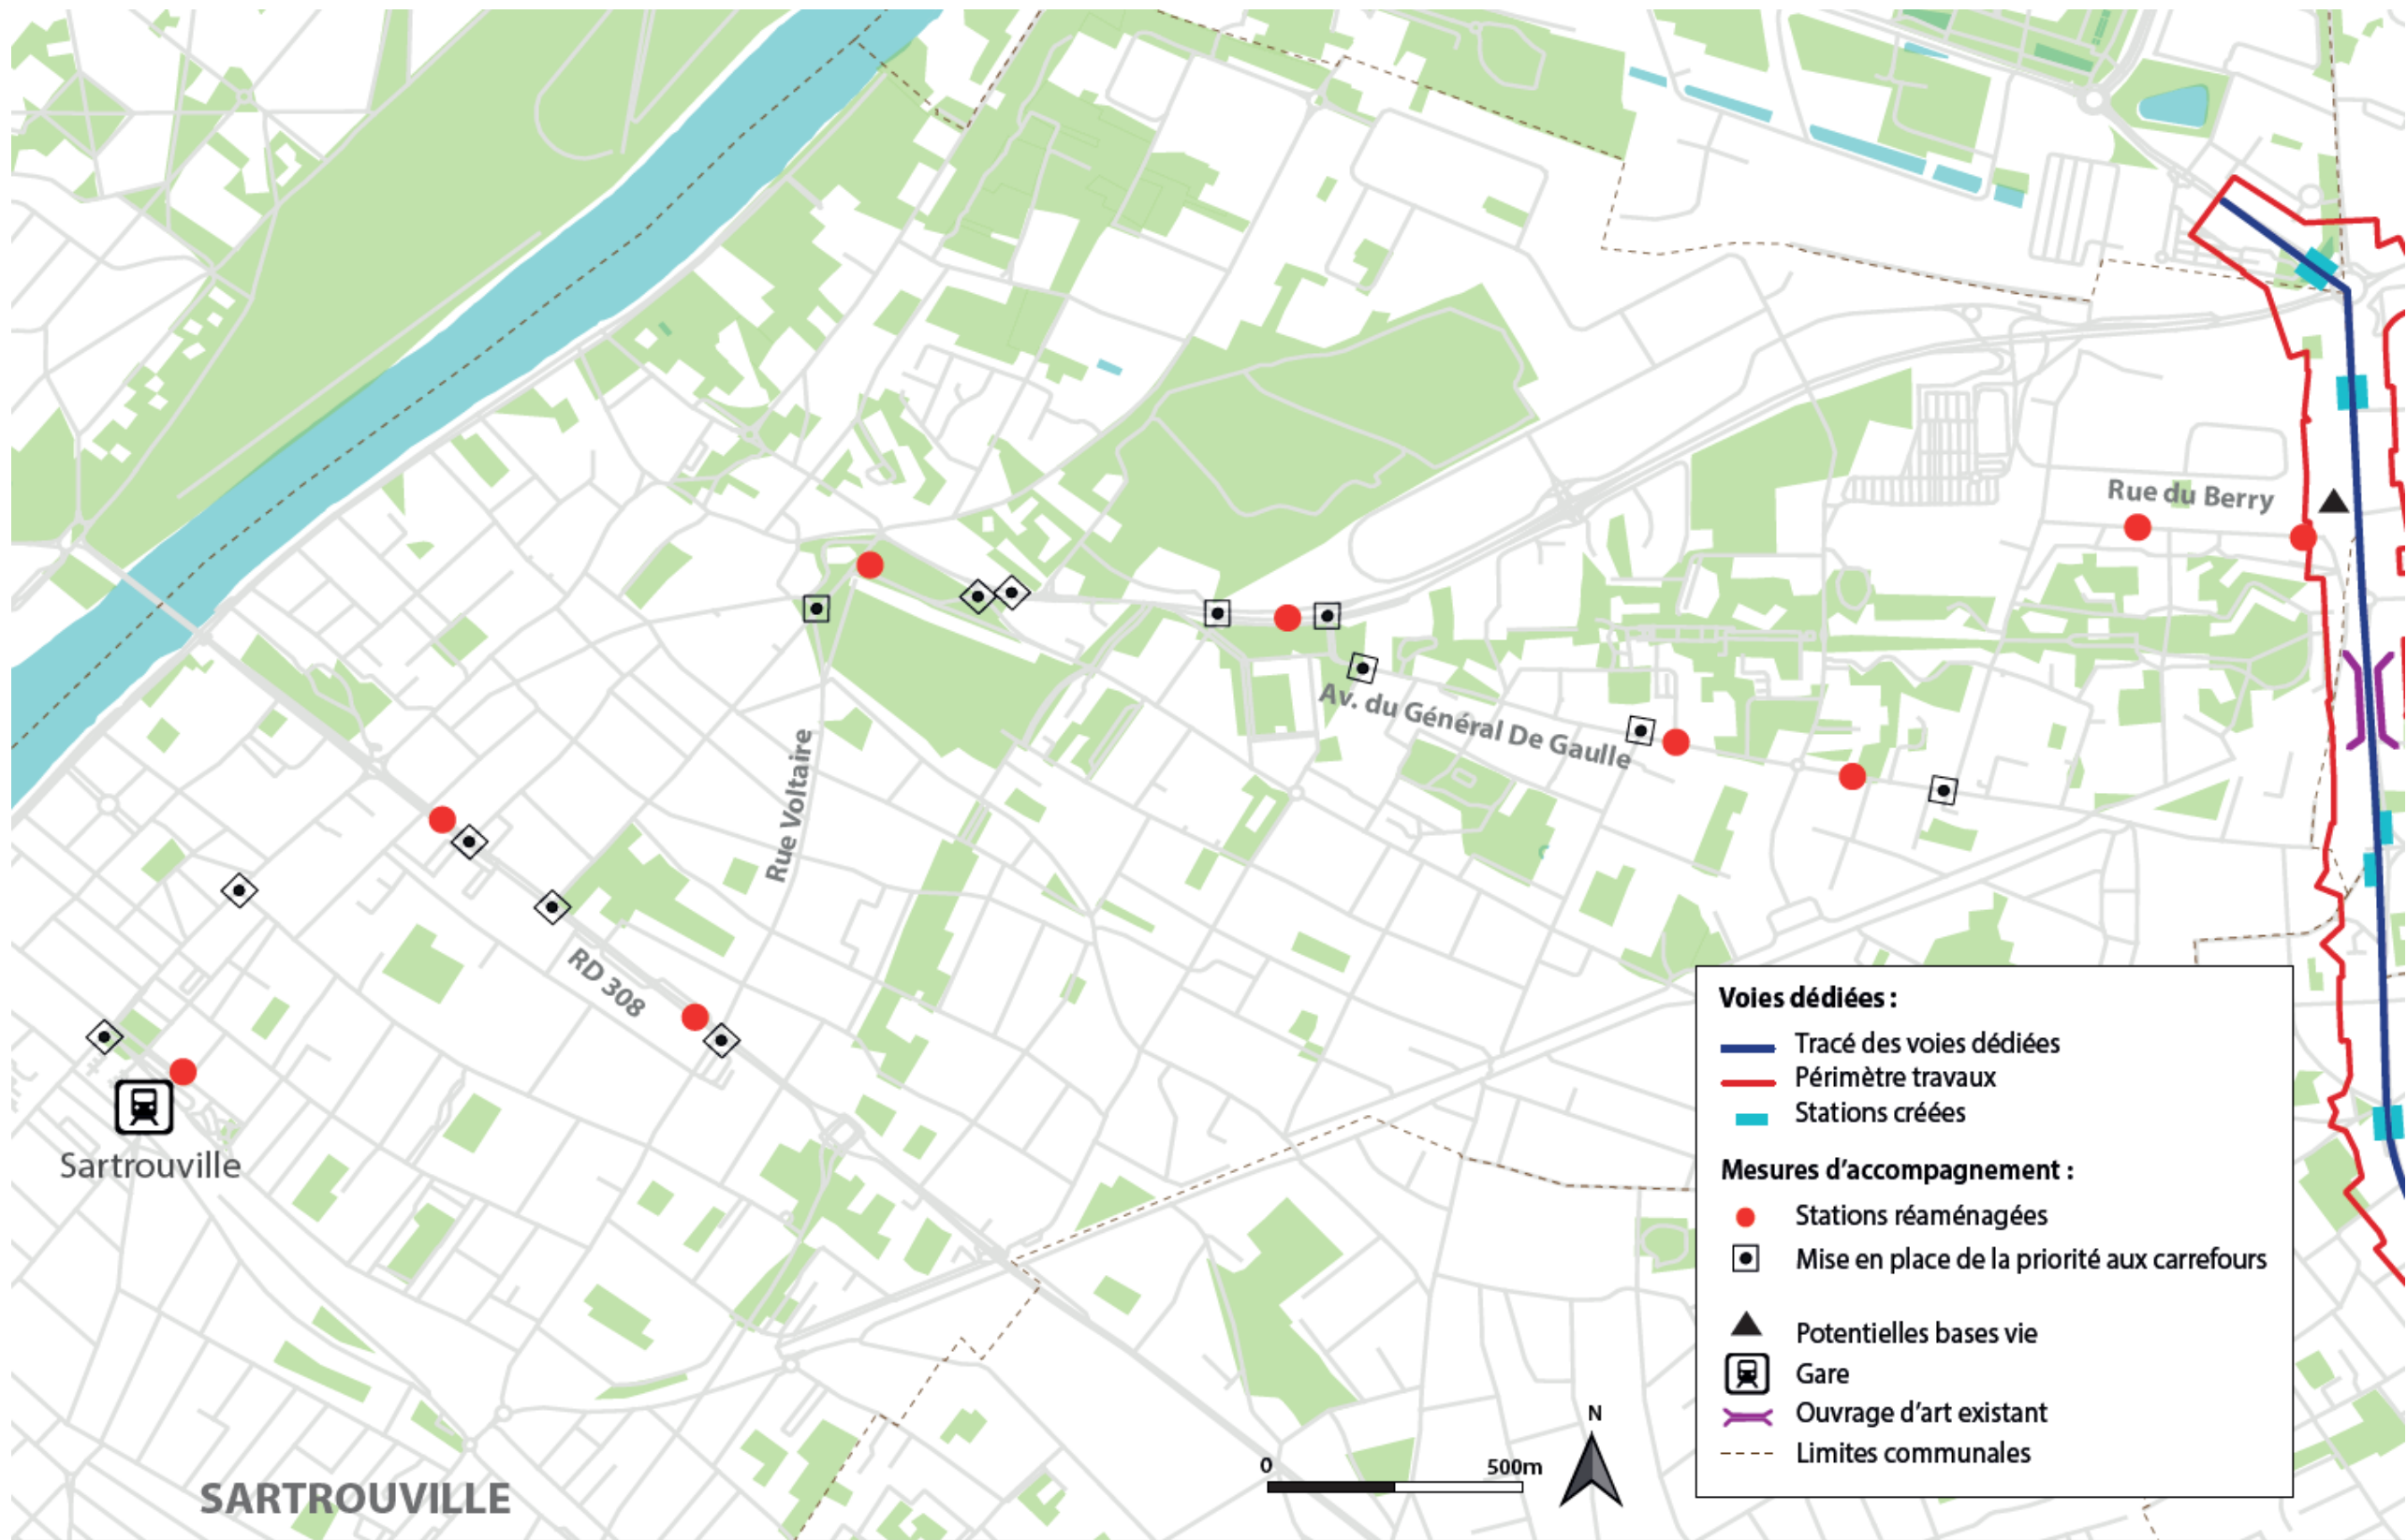 Rue du Berry
Av. du Général De Gaulle
Rue Voltaire
RD 308
Sartrouville
SARTROUVILLE
0
500m
N
Voies dédiées :
Tracé des voies dédiées
Périmètre travaux
Stations créées
Mesures d'accompagnement :
Stations réaménagées
Mise en place de la priorité aux carrefours
Potentielles bases vie
Gare
Ouvrage d'art existant
Limites communales